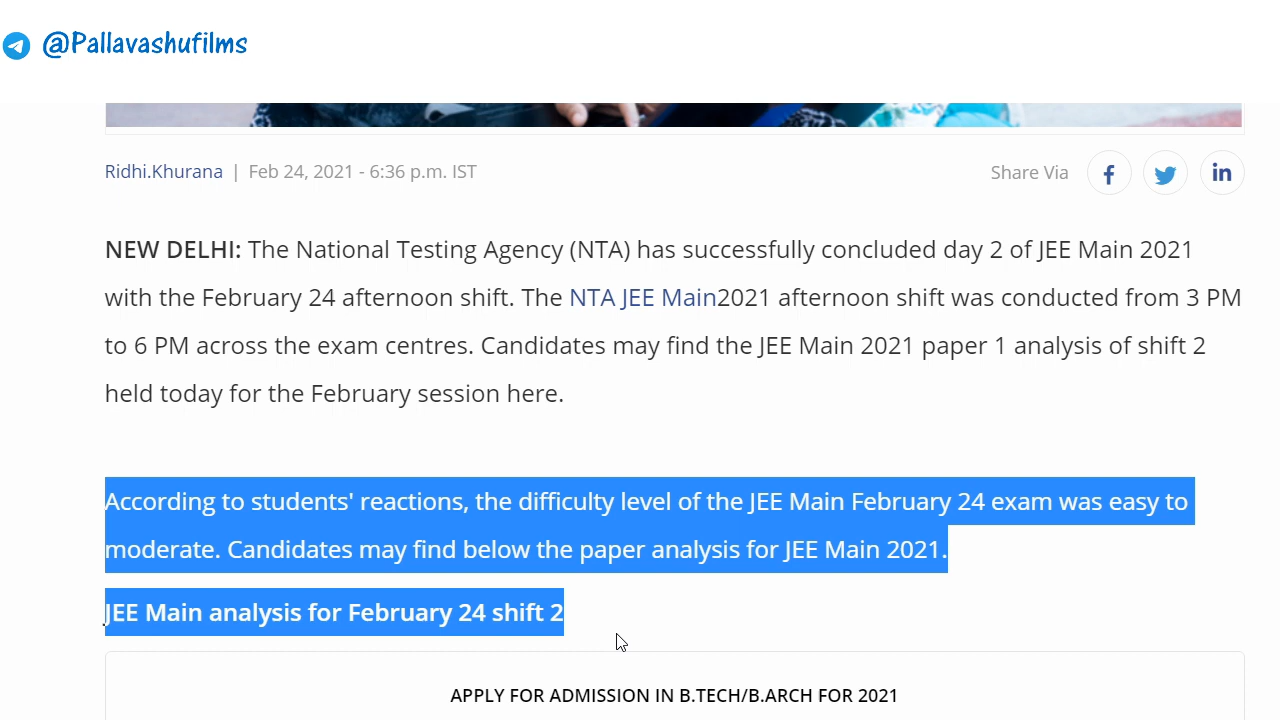 @Pallavashufilms
Ridhi.Khurana | Feb 24, 2021 - 6:36 p.m. IST
Share Via
NEW DELHI: The National Testing Agency (NTA) has successfully concluded day 2 of JEE Main 2021
with the February 24 afternoon shift. The NTA JEE Main2021 afternoon shift was conducted from 3 PM
to 6 PM across the exam centres. Candidates may find the JEE Main 2021 paper 1 analysis of shift 2
held today for the February session here.
According to students' reactions, the difficulty level of the JEE Main February 24 exam was easy to
moderate. Candidates may find below the paper analysis for JEE Main 2021.
JEE Main analysis for February 24 shift 2
APPLY FOR ADMISSION IN B.TECH/B.ARCH FOR 2021